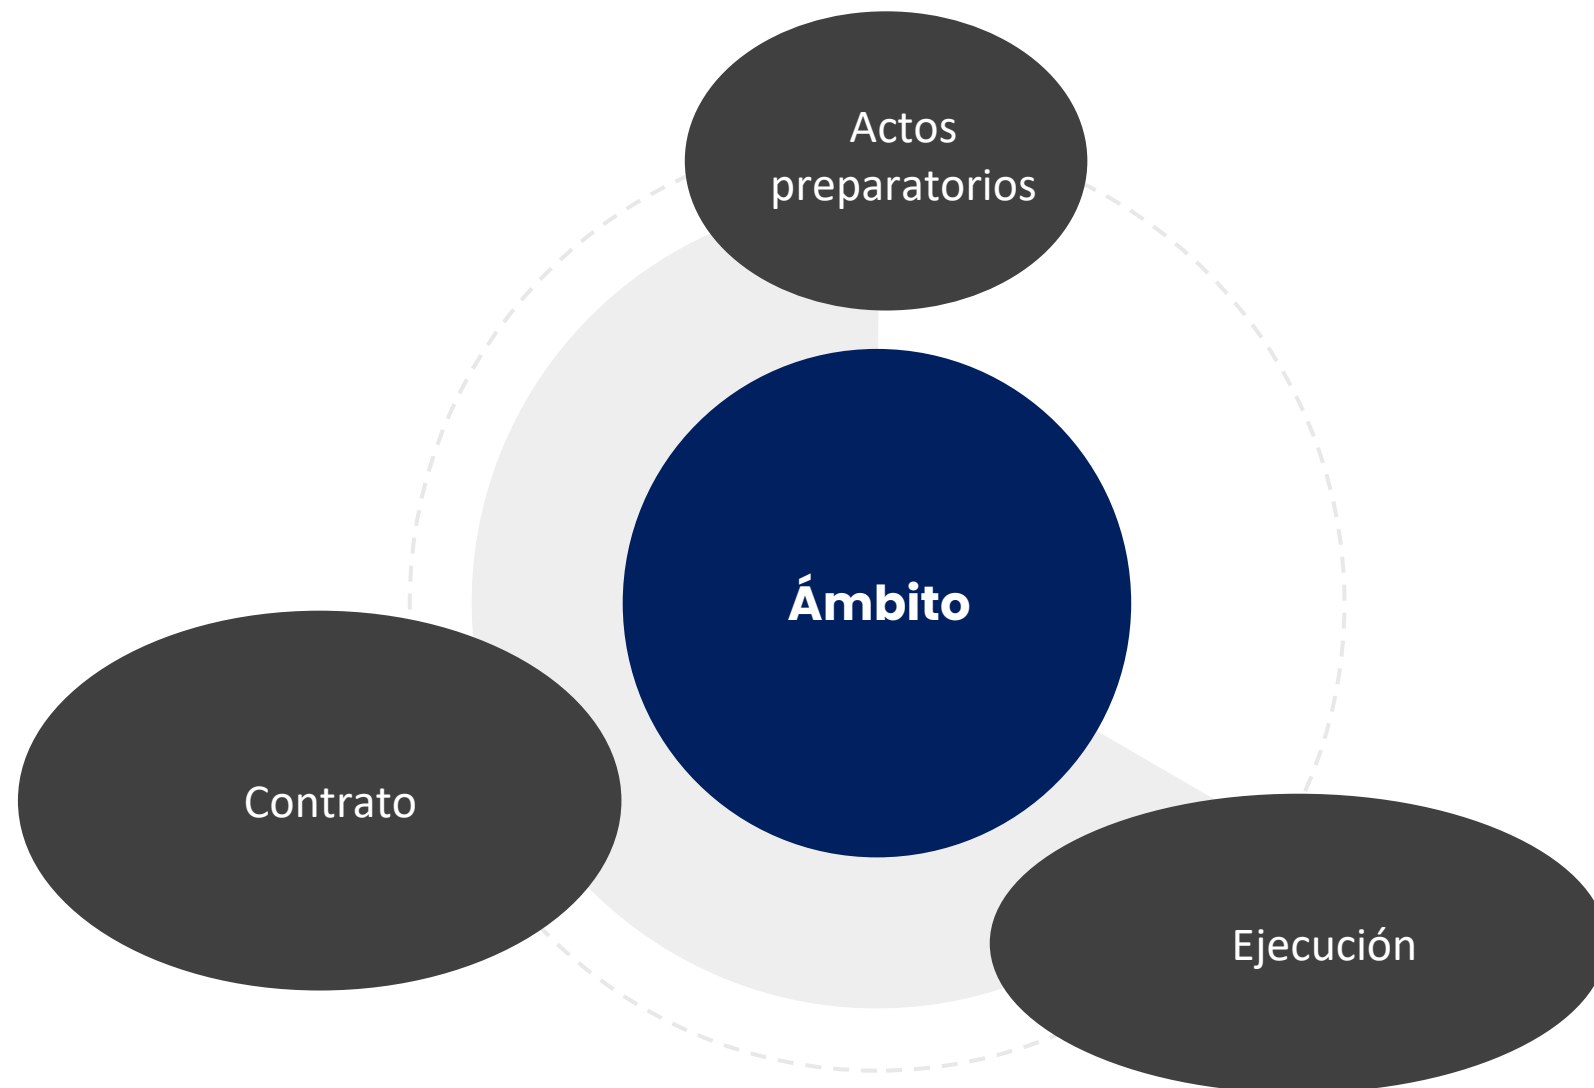 Actos
preparatorios
Ámbito
Contrato
Ejecución